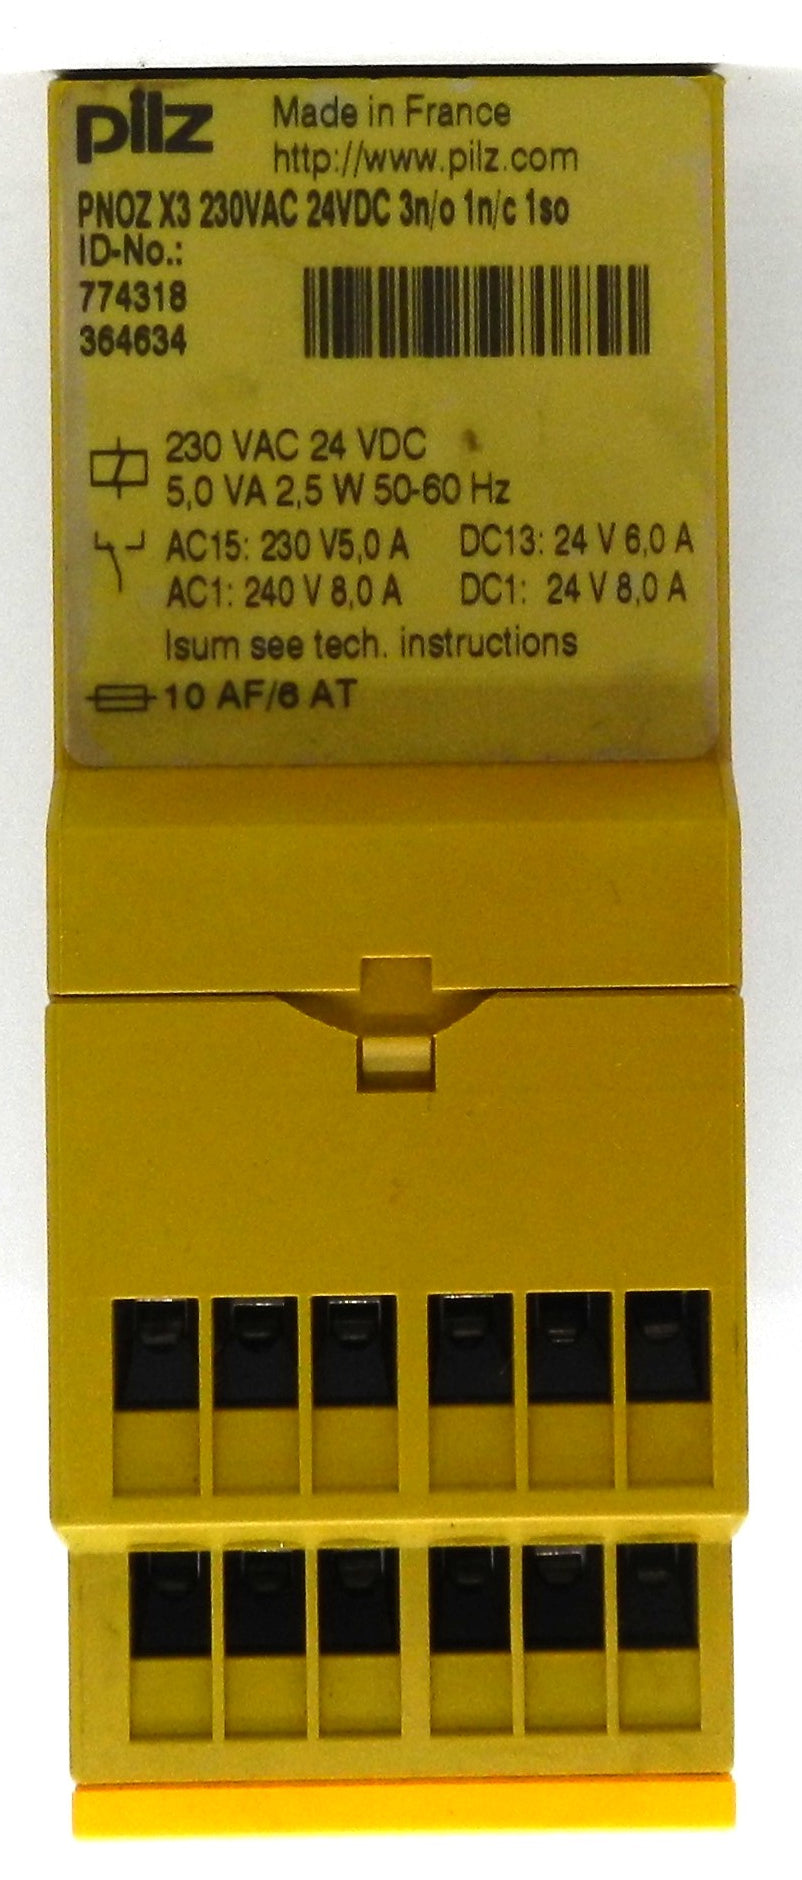 pilz
Made in France
http://www.pilz.com
PNOZ X3 230VAC 24VDC 3n/o 1n/c 1so
ID-No.:
774318
364634
230 VAC 24 VDC
5,0 VA 2,5 W 50-60 Hz
AC15: 230 V5,0 A DC13: 24 V 6,0 A
AC1: 240 V 8,0 A DC1: 24 V 8,0 A
Isum see tech. instructions
10 AF/6 AT